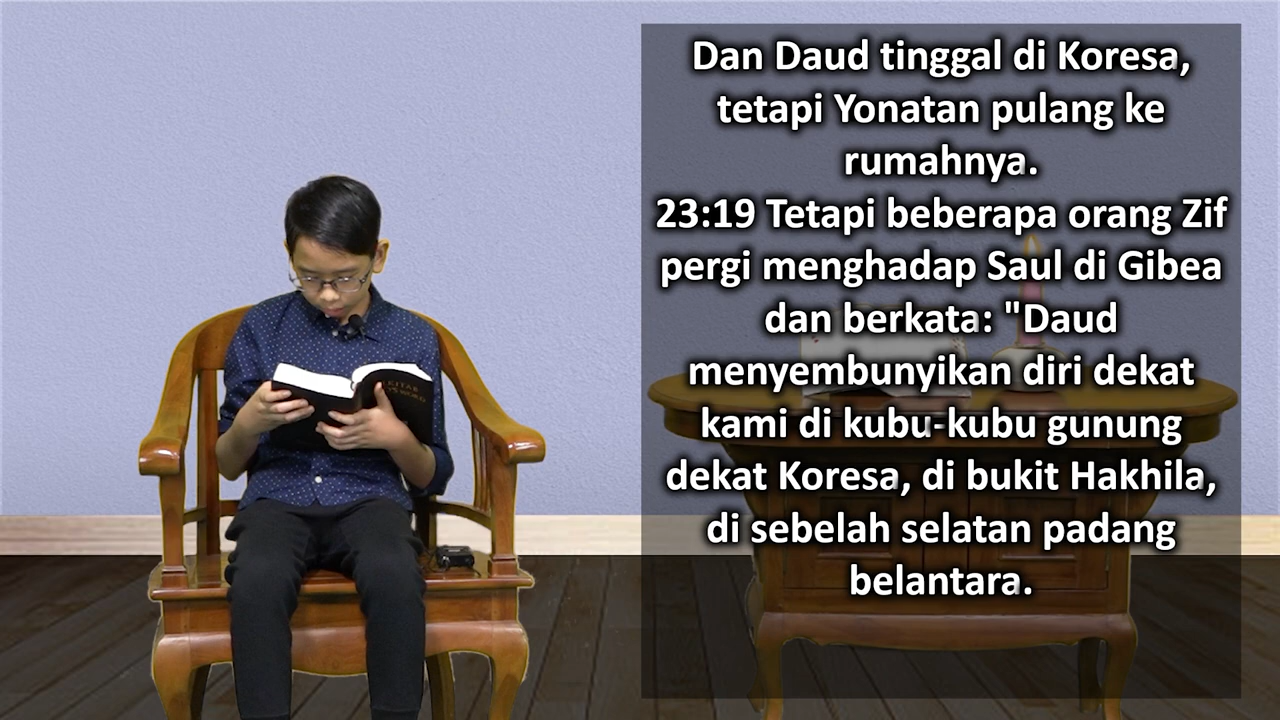 Dan Daud tinggal di Koresa,
tetapi Yonatan pulang ke
rumahnya.
23:19 Tetapi beberapa orang Zif
pergi menghadap Saul di Gibea
dan berkata: "Daud
menyembunyikan diri dekat
kami di kubu-kubu gunung
dekat Koresa, di bukit Hakhila,
di sebelah selatan padang
belantara.
KITAB